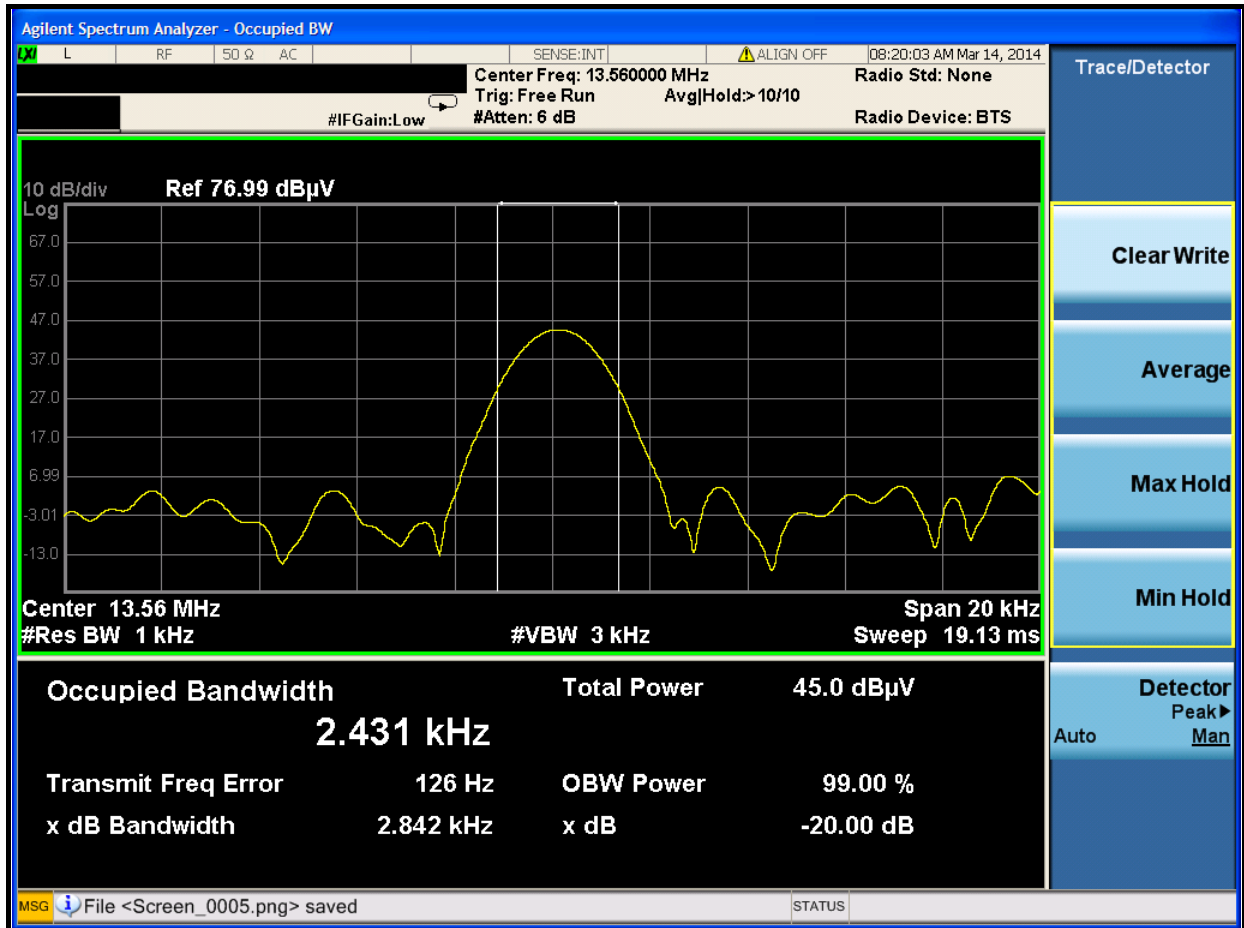 Agilent Spectrum Analyzer - Occupied BW
LXI L RF 50 Ω AC SENSE:INT ALIGN OFF 08:20:03 AM Mar 14, 2014
Center Freq: 13.560000 MHz Radio Std: None
Trig: Free Run Avg|Hold:>10/10
#IFGain:Low #Atten: 6 dB Radio Device: BTS
Trace/Detector
10 dB/div Ref 76.99 dBµV
Log
67.0
57.0
47.0
37.0
27.0
17.0
6.99
-3.01
-13.0
Center 13.56 MHz Span 20 kHz
#Res BW 1 kHz #VBW 3 kHz Sweep 19.13 ms
Occupied Bandwidth Total Power 45.0 dBµV
2.431 kHz
Transmit Freq Error 126 Hz OBW Power 99.00 %
x dB Bandwidth 2.842 kHz x dB -20.00 dB
Clear Write
Average
Max Hold
Min Hold
Detector
Peak▶
Auto Man
MSG File <Screen_0005.png> saved STATUS